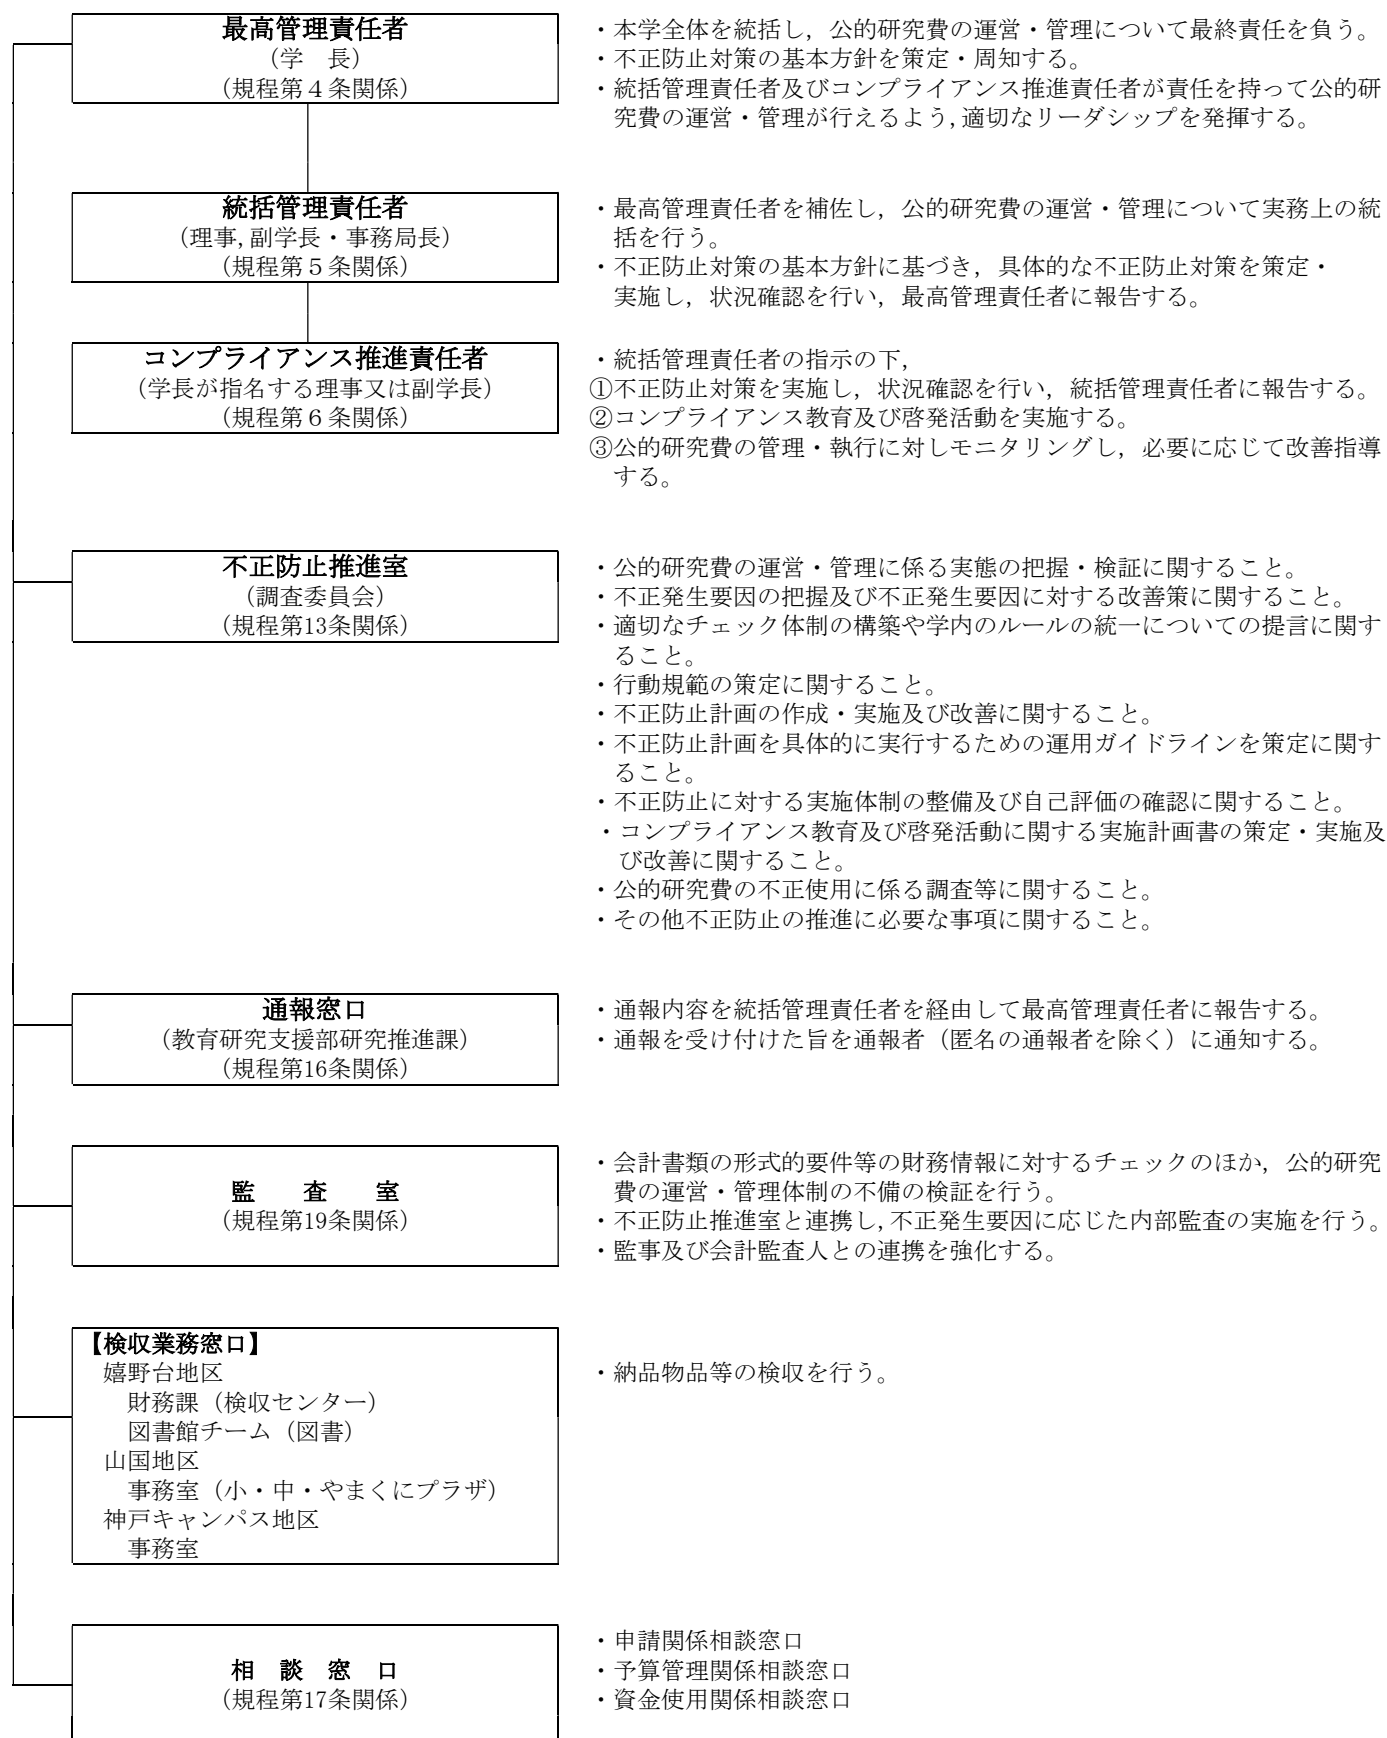 最高管理責任者
（学　長）
（規程第４条関係）
・本学全体を統括し，公的研究費の運営・管理について最終責任を負う。
・不正防止対策の基本方針を策定・周知する。
・統括管理責任者及びコンプライアンス推進責任者が責任を持って公的研
究費の運営・管理が行えるよう，適切なリーダシップを発揮する。
統括管理責任者
（理事，副学長・事務局長）
（規程第５条関係）
・最高管理責任者を補佐し，公的研究費の運営・管理について実務上の統
括を行う。
・不正防止対策の基本方針に基づき，具体的な不正防止対策を策定・
実施し，状況確認を行い，最高管理責任者に報告する。
コンプライアンス推進責任者
（学長が指名する理事又は副学長）
（規程第６条関係）
・統括管理責任者の指示の下，
①不正防止対策を実施し，状況確認を行い，統括管理責任者に報告する。
②コンプライアンス教育及び啓発活動を実施する。
③公的研究費の管理・執行に対しモニタリングし，必要に応じて改善指導
する。
不正防止推進室
（調査委員会）
（規程第13条関係）
・公的研究費の運営・管理に係る実態の把握・検証に関すること。
・不正発生要因の把握及び不正発生要因に対する改善策に関すること。
・適切なチェック体制の構築や学内のルールの統一についての提言に関す
ること。
・行動規範の策定に関すること。
・不正防止計画の作成・実施及び改善に関すること。
・不正防止計画を具体的に実行するための運用ガイドラインを策定に関す
ること。
・不正防止に対する実施体制の整備及び自己評価の確認に関すること。
・コンプライアンス教育及び啓発活動に関する実施計画書の策定・実施及
び改善に関すること。
・公的研究費の不正使用に係る調査等に関すること。
・その他不正防止の推進に必要な事項に関すること。
通報窓口
（教育研究支援部研究推進課）
（規程第16条関係）
・通報内容を統括管理責任者を経由して最高管理責任者に報告する。
・通報を受け付けた旨を通報者（匿名の通報者を除く）に通知する。
監　査　室
（規程第19条関係）
・会計書類の形式的要件等の財務情報に対するチェックのほか，公的研究
費の運営・管理体制の不備の検証を行う。
・不正防止推進室と連携し，不正発生要因に応じた内部監査の実施を行う。
・監事及び会計監査人との連携を強化する。
【検収業務窓口】
嬉野台地区
財務課（検収センター）
図書館チーム（図書）
山国地区
事務室（小・中・やまくにプラザ）
神戸キャンパス地区
事務室
・納品物品等の検収を行う。
相　談　窓　口
（規程第17条関係）
・申請関係相談窓口
・予算管理関係相談窓口
・資金使用関係相談窓口